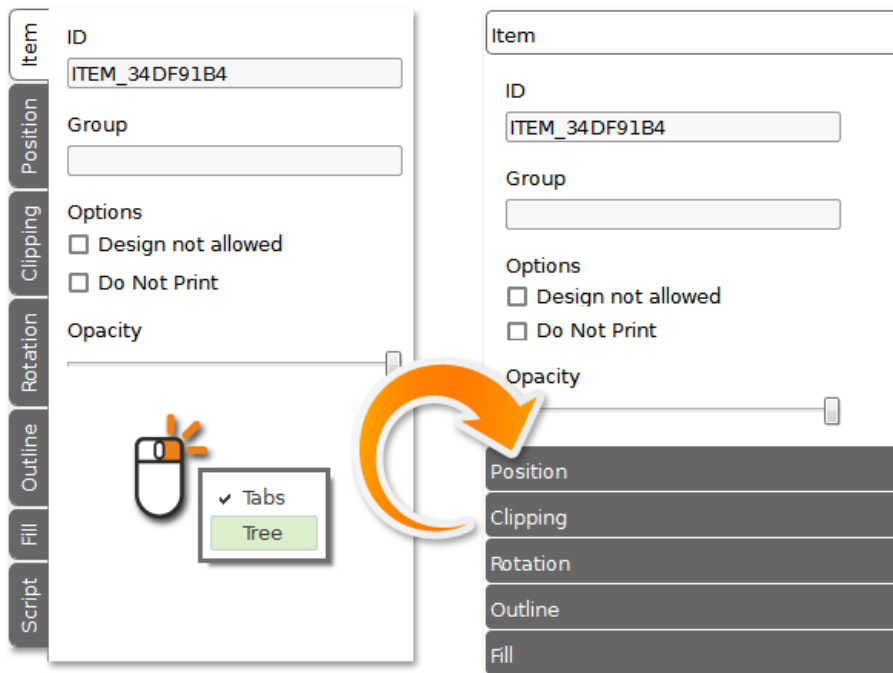 Item
Position
Clipping
Rotation
Outline
Fill
Script
ID
ITEM_34DF91B4
Group
Options
Design not allowed
Do Not Print
Opacity
Tabs
Tree
Item
ID
ITEM_34DF91B4
Group
Options
Design not allowed
Do Not Print
Opacity
Position
Clipping
Rotation
Outline
Fill